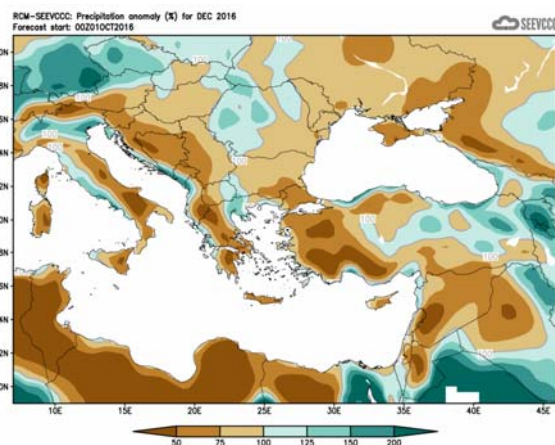 RCM-SEEVCCC: Precipitation anomaly (%) for DEC 2016
Forecast start: 00Z01OCT2016
SEEVCCC
10E 15E 20E 25E 30E 35E 40E 45E
50 75 100 125 150 200